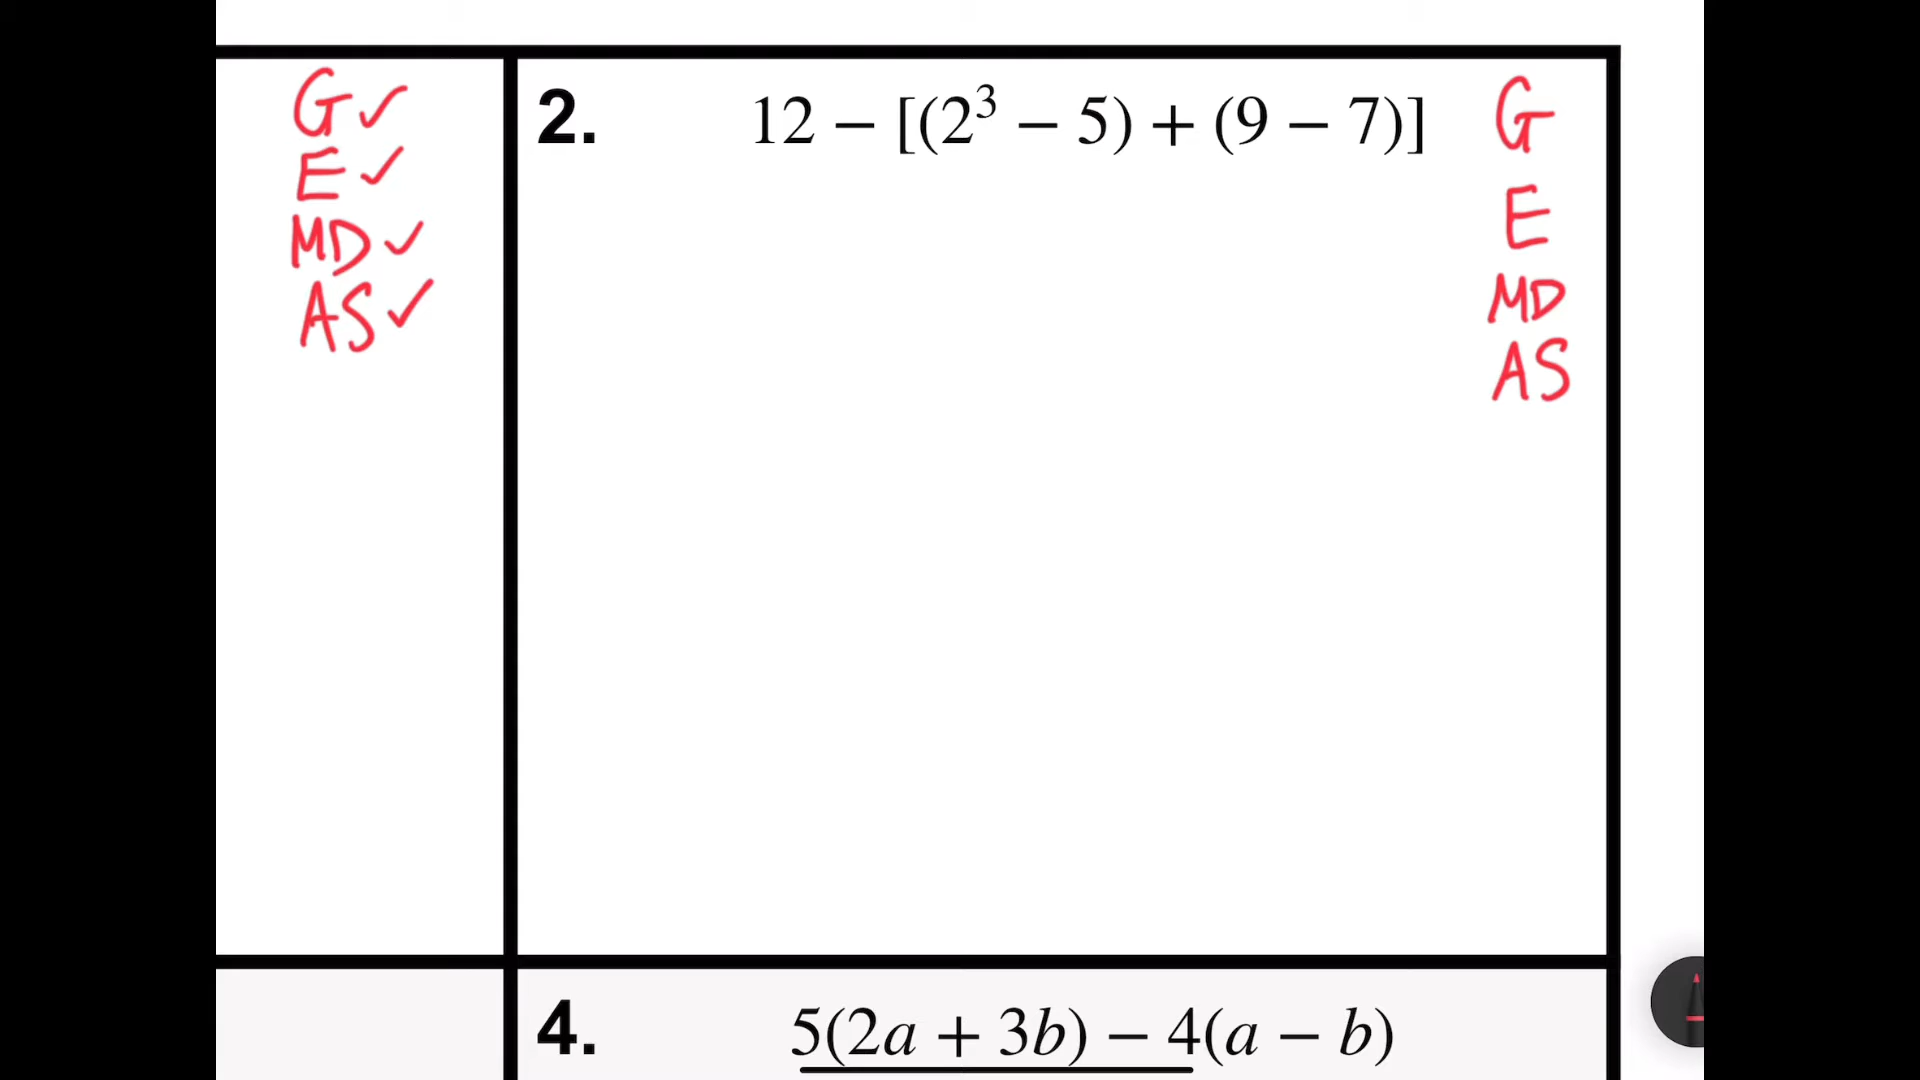 G✓
E✓
MD✓
AS✓
2. 12 − [(2³ − 5) + (9 − 7)]
G
E
MD
AS
4. 5(2a + 3b) − 4(a − b)